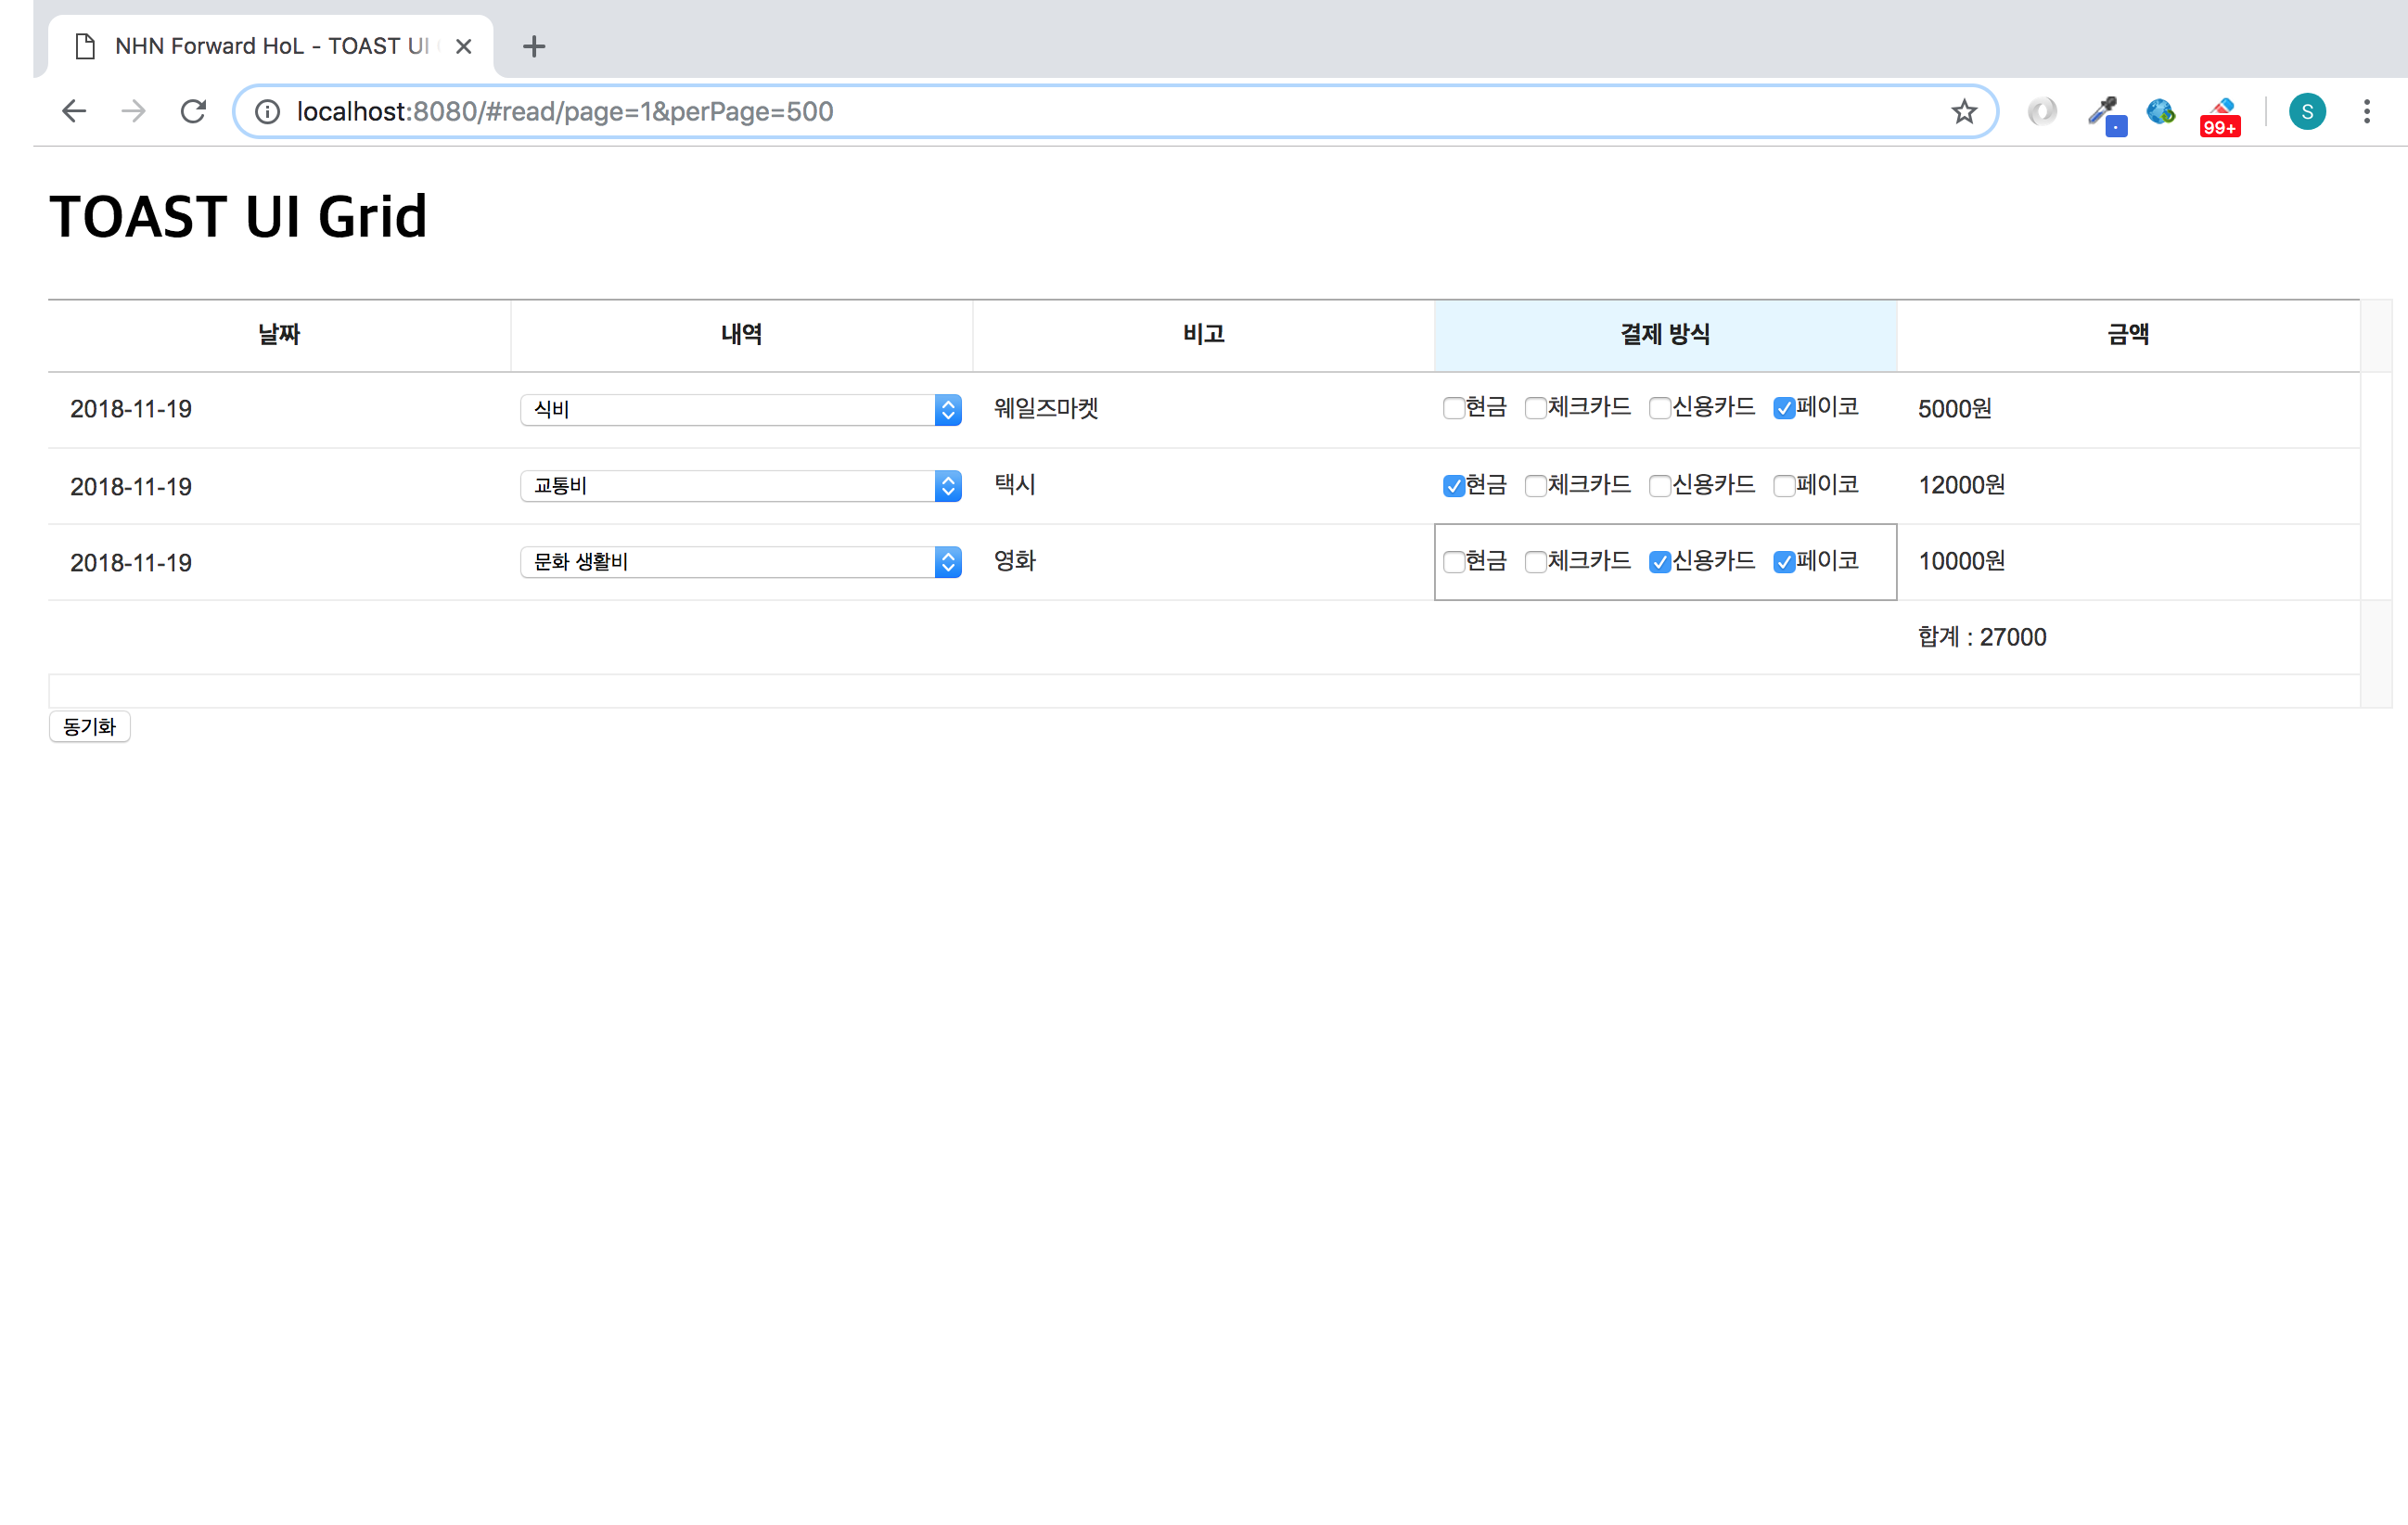 NHN Forward HoL - TOAST UI
localhost:8080/#read/page=1&perPage=500
99+
S
TOAST UI Grid
날짜 내역 비고 결제 방식 금액
2018-11-19 식비 웨일즈마켓 현금 체크카드 신용카드 페이코 5000원
2018-11-19 교통비 택시 현금 체크카드 신용카드 페이코 12000원
2018-11-19 문화 생활비 영화 현금 체크카드 신용카드 페이코 10000원
합계 : 27000
동기화